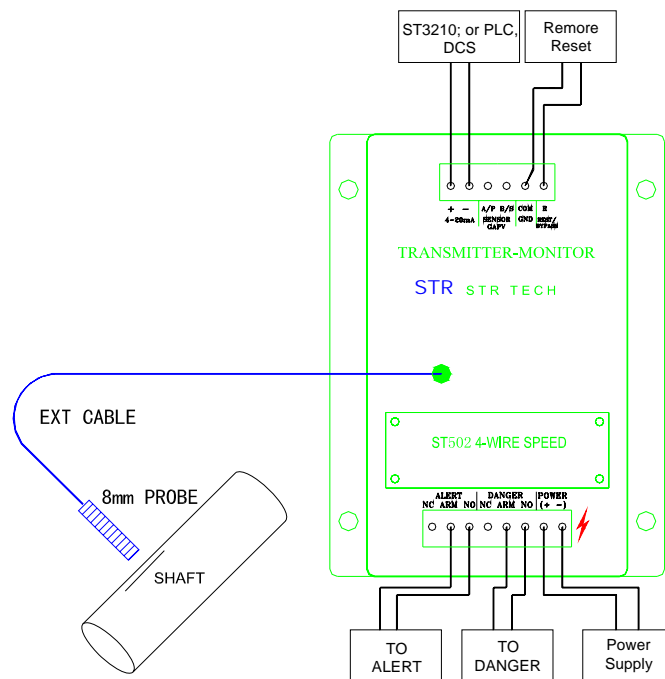 ST3210; or PLC,
DCS
Remore
Reset
+ - A/P B/S COM E
4-20mA SENSOR GND REST/
GAPV BYPASS
TRANSMITTER-MONITOR
STR STR TECH
EXT CABLE
8mm PROBE
SHAFT
ST502 4-WIRE SPEED
ALERT DANGER POWER
NC ARM NO NC ARM NO (+ -)
TO
ALERT
TO
DANGER
Power
Supply